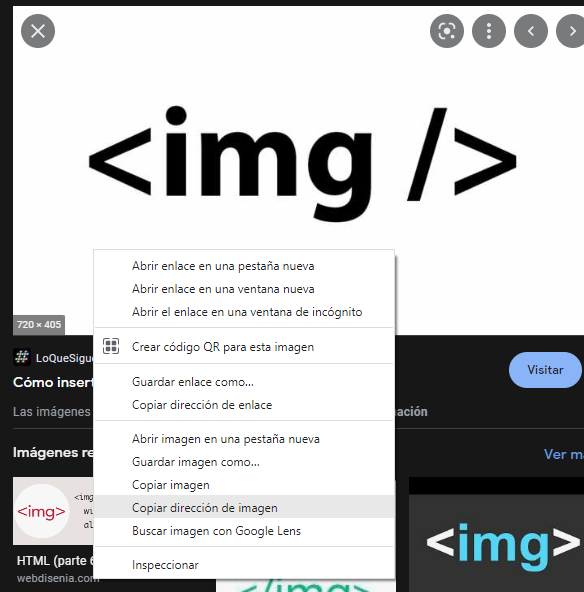 <img />
Abrir enlace en una pestaña nueva
Abrir enlace en una ventana nueva
Abrir el enlace en una ventana de incógnito
720 × 405
Crear código QR para esta imagen
# LoQueSigue
Visitar
Guardar enlace como...
Cómo insert
Copiar dirección de enlace
Las imágenes
mación
Abrir imagen en una pestaña nueva
Imágenes re
Ver má
Guardar imagen como...
Copiar imagen
<img>
<img
wi
al
Copiar dirección de imagen
Buscar imagen con Google Lens
<img>
HTML (parte 6
Inspeccionar
webdisenia.com
</img>